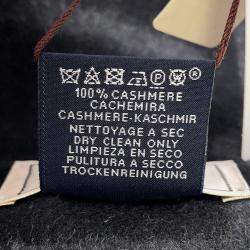 100% CASHMERE
CACHEMIRA
CASHMERE-KASCHMIR
NETTOYAGE A SEC
DRY CLEAN ONLY
LIMPIEZA EN SECO
PULITURA A SECCO
TROCKENREINIGUNG